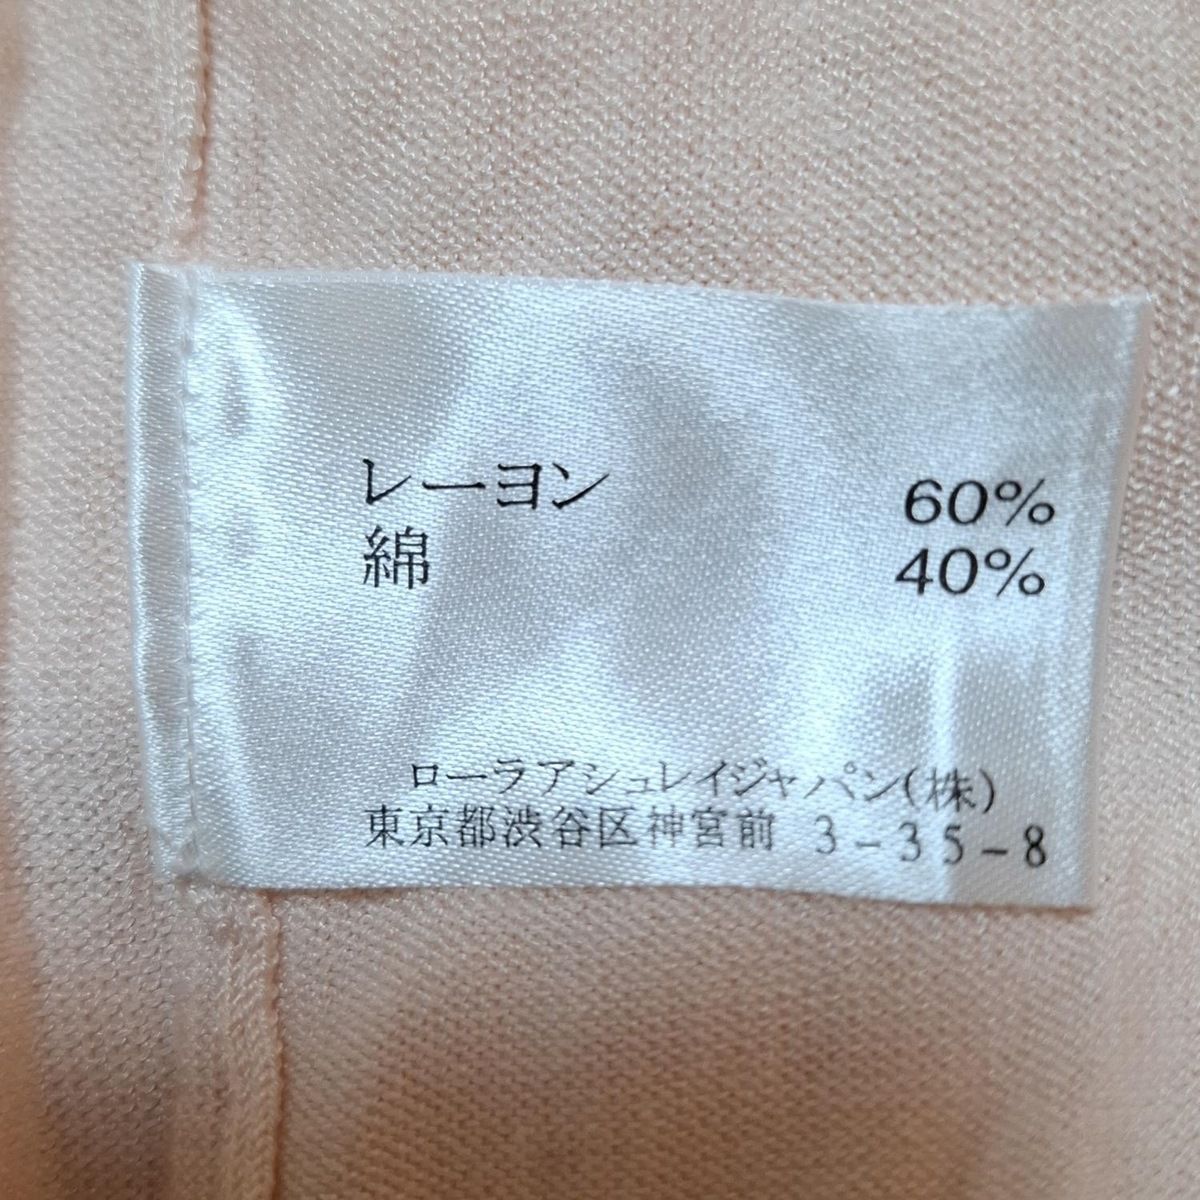 レーヨン 60%
綿 40%
ローラアシュレイジャパン(株)
東京都渋谷区神宮前 3-35-8